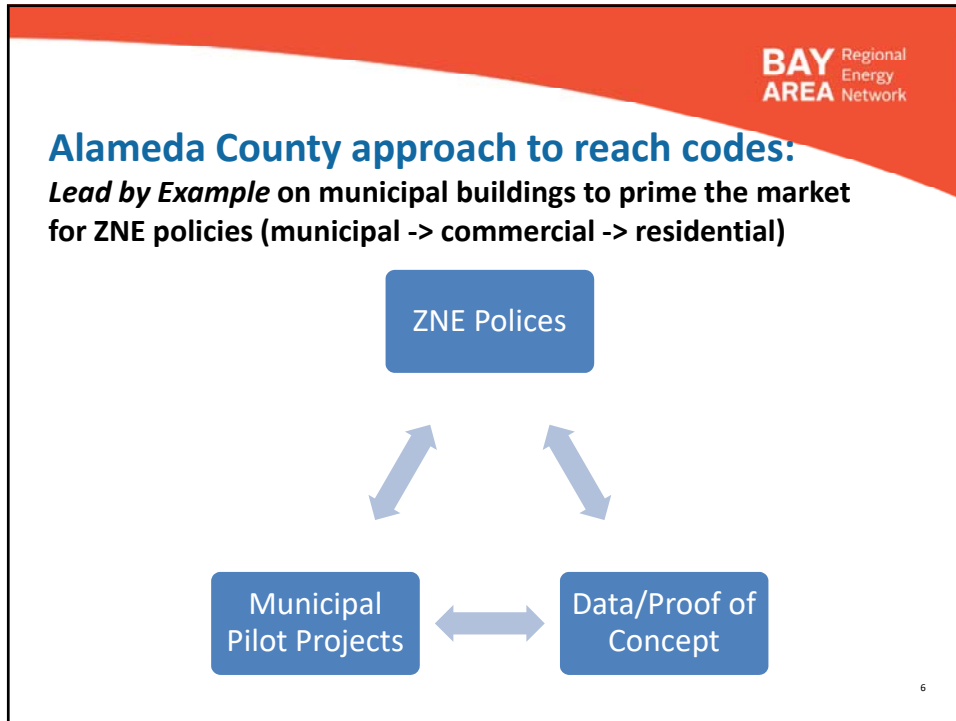 BAY Regional
Energy
AREA Network
Alameda County approach to reach codes:
Lead by Example on municipal buildings to prime the market
for ZNE policies (municipal -> commercial -> residential)
ZNE Polices
Municipal
Pilot Projects
Data/Proof of
Concept
6